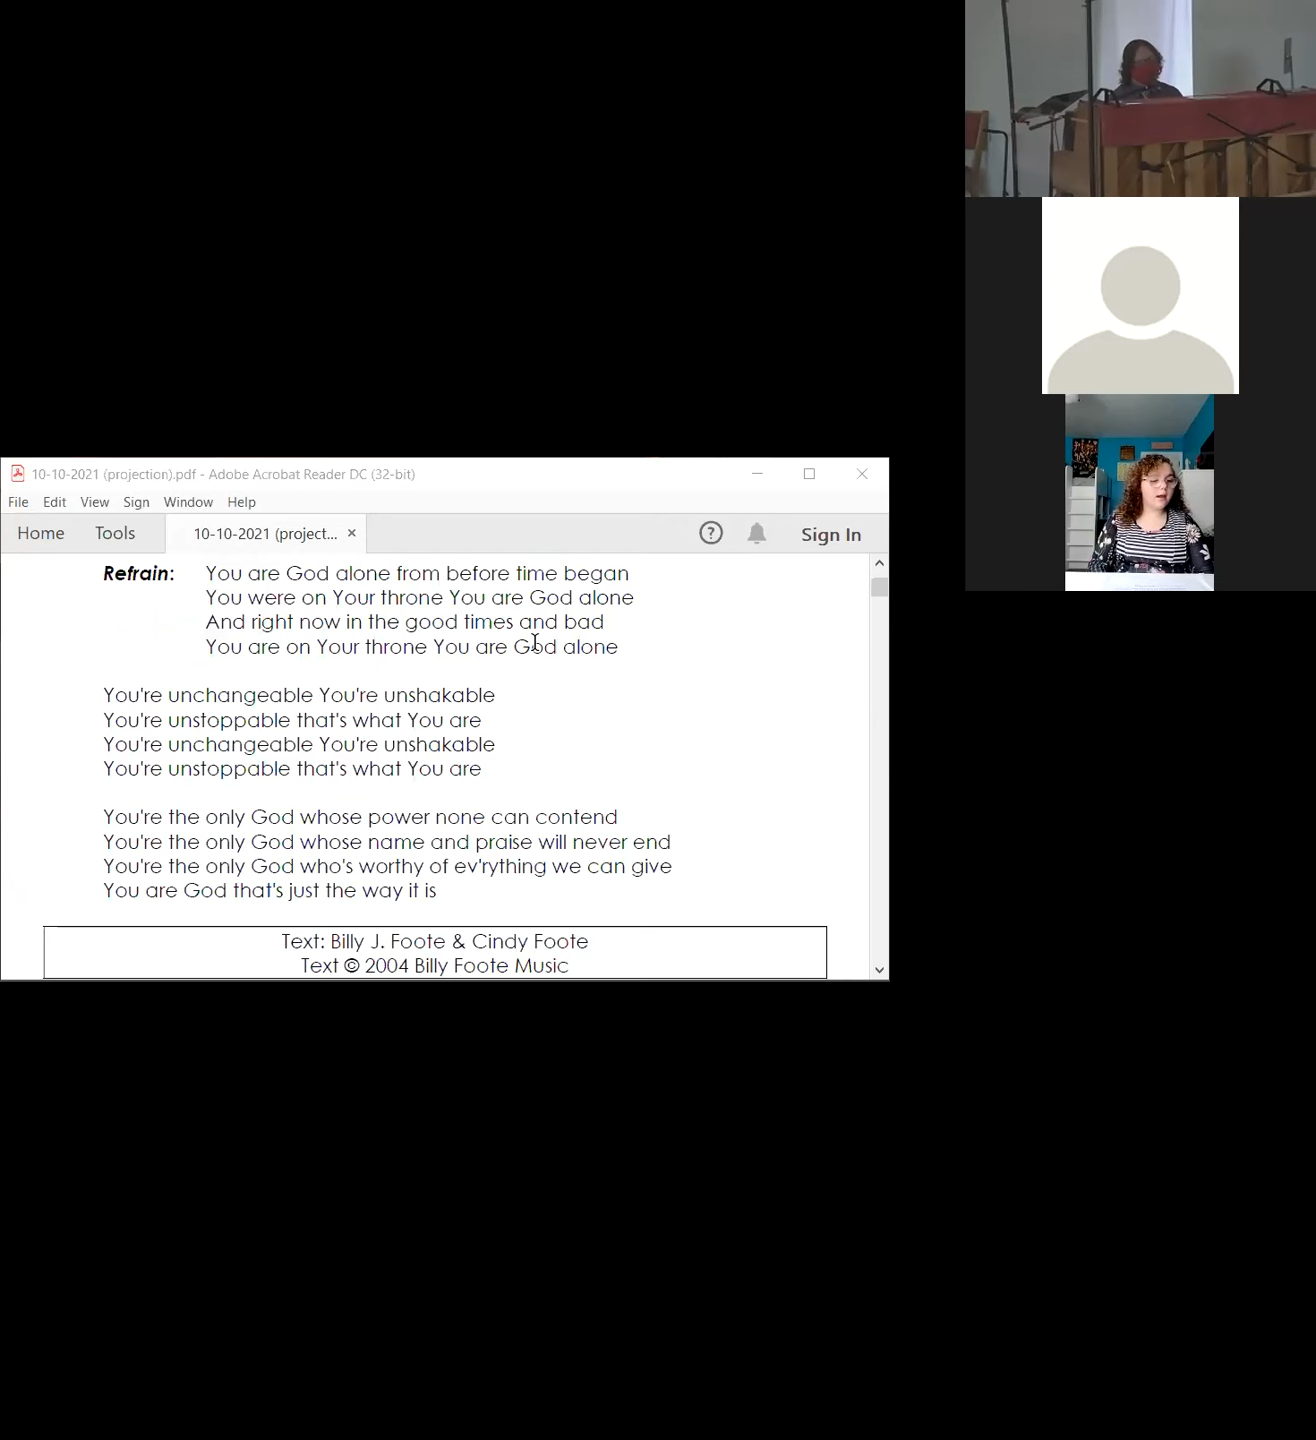 10-10-2021 (projection).pdf - Adobe Acrobat Reader DC (32-bit)
File Edit View Sign Window Help
Home Tools 10-10-2021 (project... × Sign In
Refrain: You are God alone from before time began
You were on Your throne You are God alone
And right now in the good times and bad
You are on Your throne You are God alone
You're unchangeable You're unshakable
You're unstoppable that's what You are
You're unchangeable You're unshakable
You're unstoppable that's what You are
You're the only God whose power none can contend
You're the only God whose name and praise will never end
You're the only God who's worthy of ev'rything we can give
You are God that's just the way it is
Text: Billy J. Foote & Cindy Foote
Text © 2004 Billy Foote Music